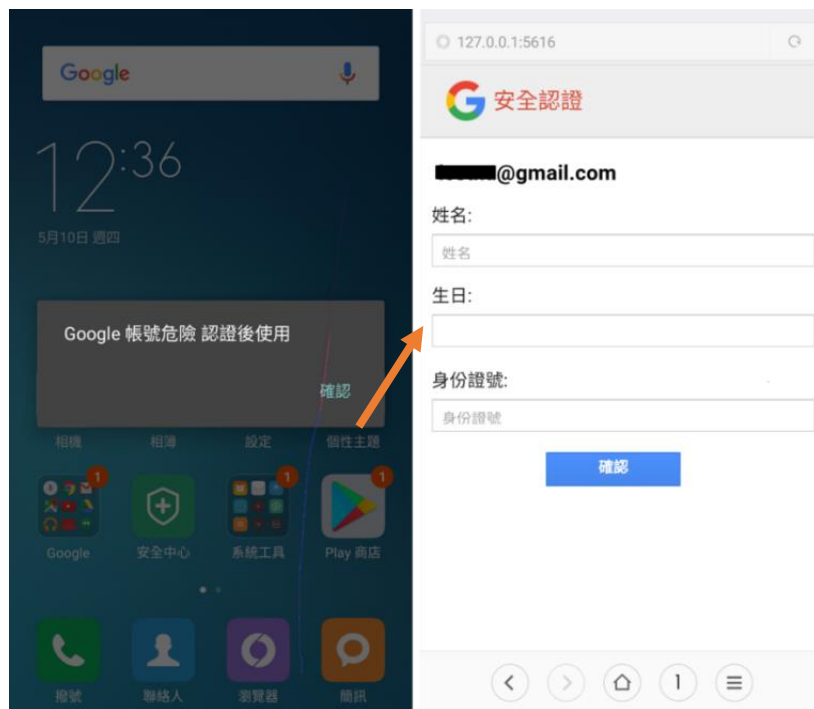 Google
12:36
5月10日 週四
Google 帳號危險 認證後使用
確認
相機 相簿 設定 個性主題
1 1 1
Google 安全中心 系統工具 Play 商店
撥號 聯絡人 瀏覽器 簡訊
127.0.0.1:5616
G 安全認證
@gmail.com
姓名:
姓名
生日:
身份證號:
身份證號
確認
1